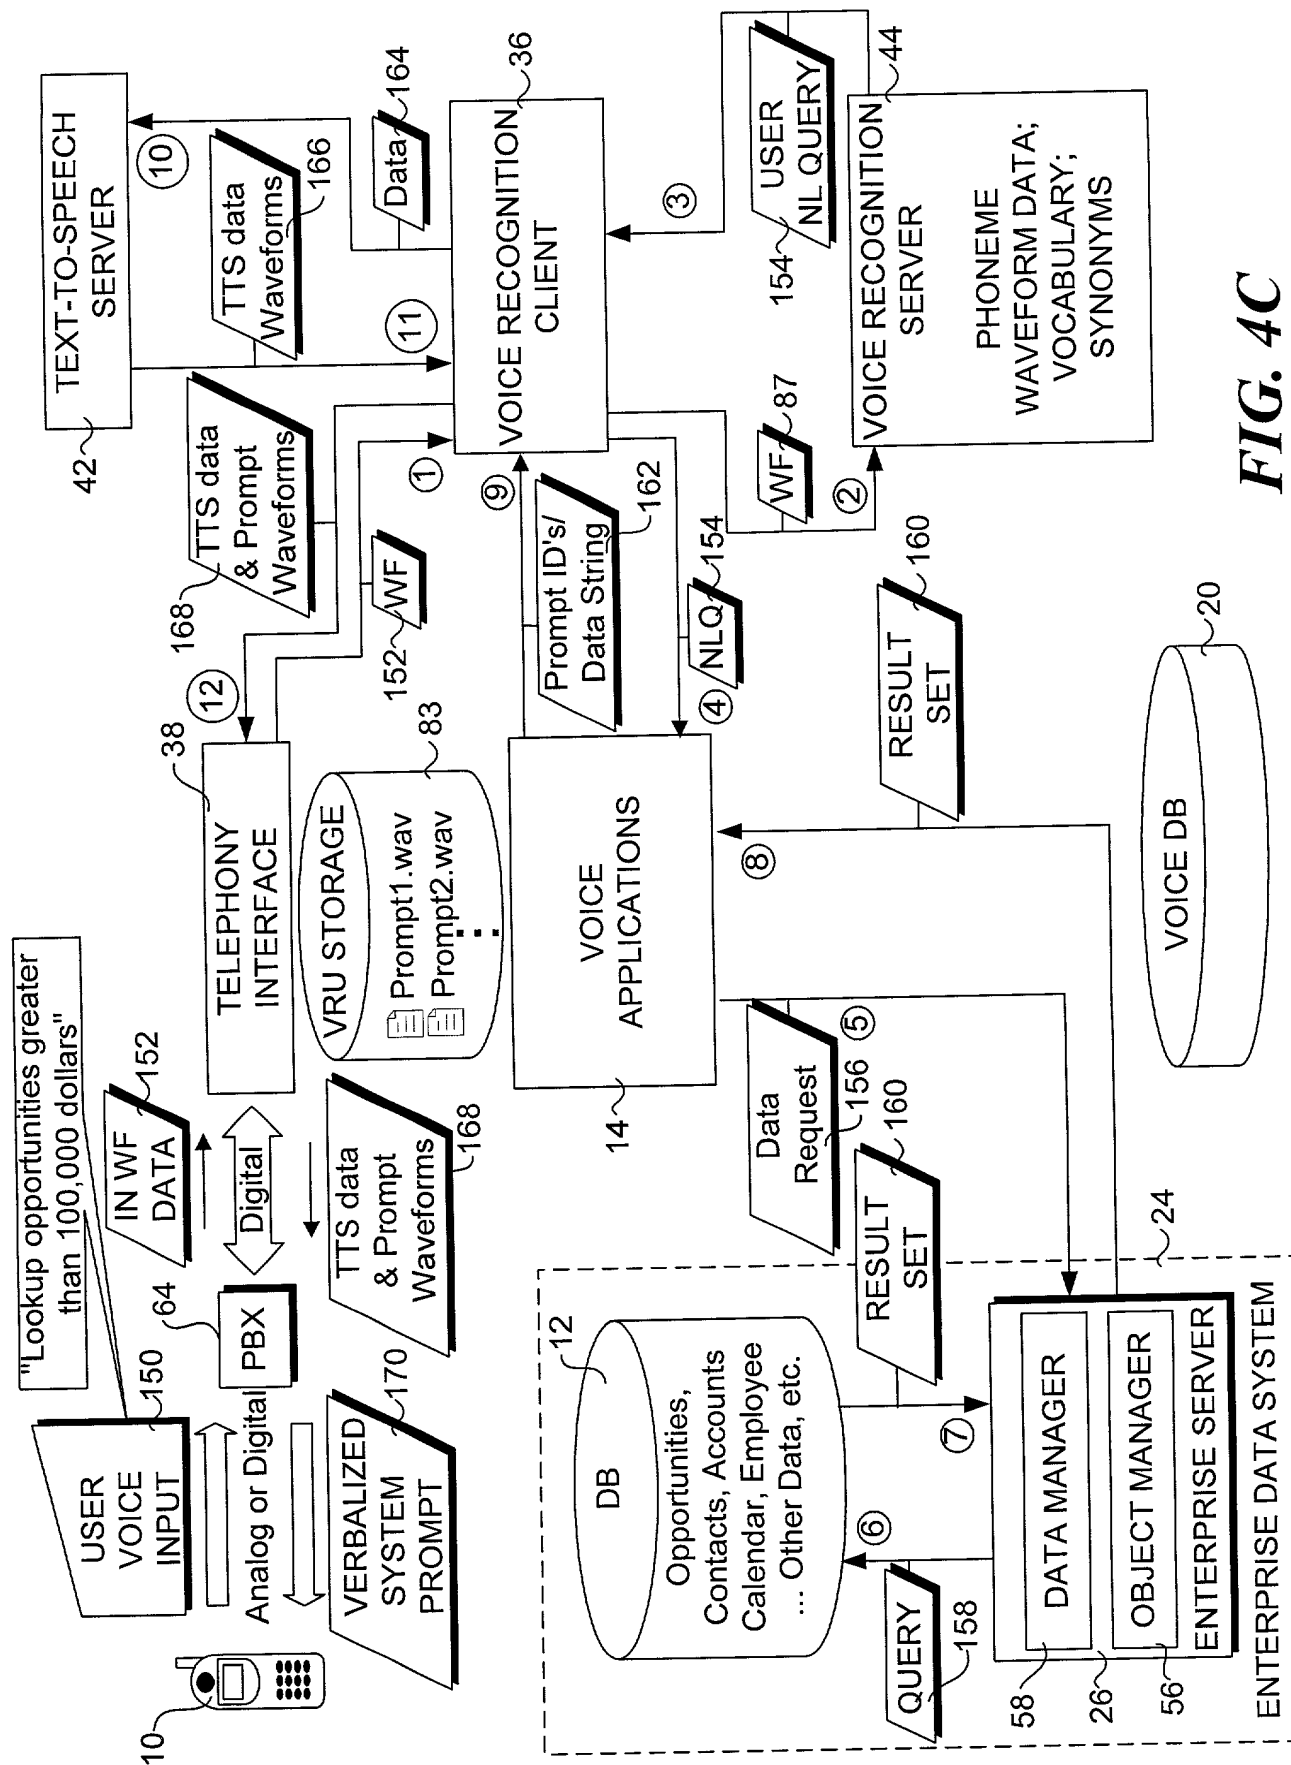 "Lookup opportunities greater
than 100,000 dollars"
10
USER
VOICE
INPUT
150
Analog or Digital
VERBALIZED
SYSTEM
PROMPT
170
64
PBX
IN WF
DATA
152
Digital
TTS data
& Prompt
Waveforms
168
TELEPHONY
INTERFACE
38
12
VRU STORAGE
83
Prompt1.wav
Prompt2.wav
168
TTS data
& Prompt
Waveforms
152
WF
1
42
TEXT-TO-SPEECH
SERVER
10
TTS data
Waveforms
166
11
Data
164
VOICE RECOGNITION
CLIENT
36
9
Prompt ID's/
Data String
162
4
NLQ
154
VOICE
APPLICATIONS
14
WF
87
2
3
154
USER
NL QUERY
VOICE RECOGNITION
SERVER
44
PHONEME
WAVEFORM DATA;
VOCABULARY;
SYNONYMS
Data
Request
156
5
8
RESULT
SET
160
RESULT
SET
160
7
DB
12
Opportunities,
Contacts, Accounts
Calendar, Employee
... Other Data, etc.
6
QUERY
158
DATA MANAGER
58
OBJECT MANAGER
56
26
ENTERPRISE SERVER
ENTERPRISE DATA SYSTEM
24
VOICE DB
20
FIG. 4C